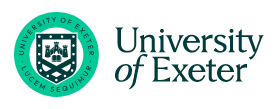 UNIVERSITY OF EXETER
LUCEM SEQUIMUR
University
of Exeter